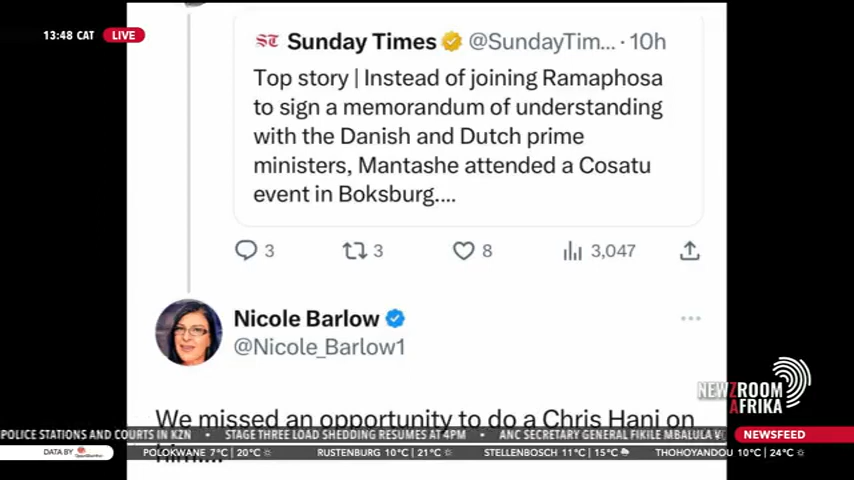 13:48 CAT LIVE
ST Sunday Times @SundayTim... · 10h
Top story | Instead of joining Ramaphosa
to sign a memorandum of understanding
with the Danish and Dutch prime
ministers, Mantashe attended a Cosatu
event in Boksburg....
3 3 8 3,047
Nicole Barlow
@Nicole_Barlow1
We missed an opportunity to do a Chris Hani on
NEWZROOM
AFRIKA
POLICE STATIONS AND COURTS IN KZN • STAGE THREE LOAD SHEDDING RESUMES AT 4PM • ANC SECRETARY GENERAL FIKILE MBALULA NEWSFEED
DATA BY OpenWeather POLOKWANE 7°C | 20°C RUSTENBURG 10°C | 21°C STELLENBOSCH 11°C | 15°C THOHOYANDOU 10°C | 24°C